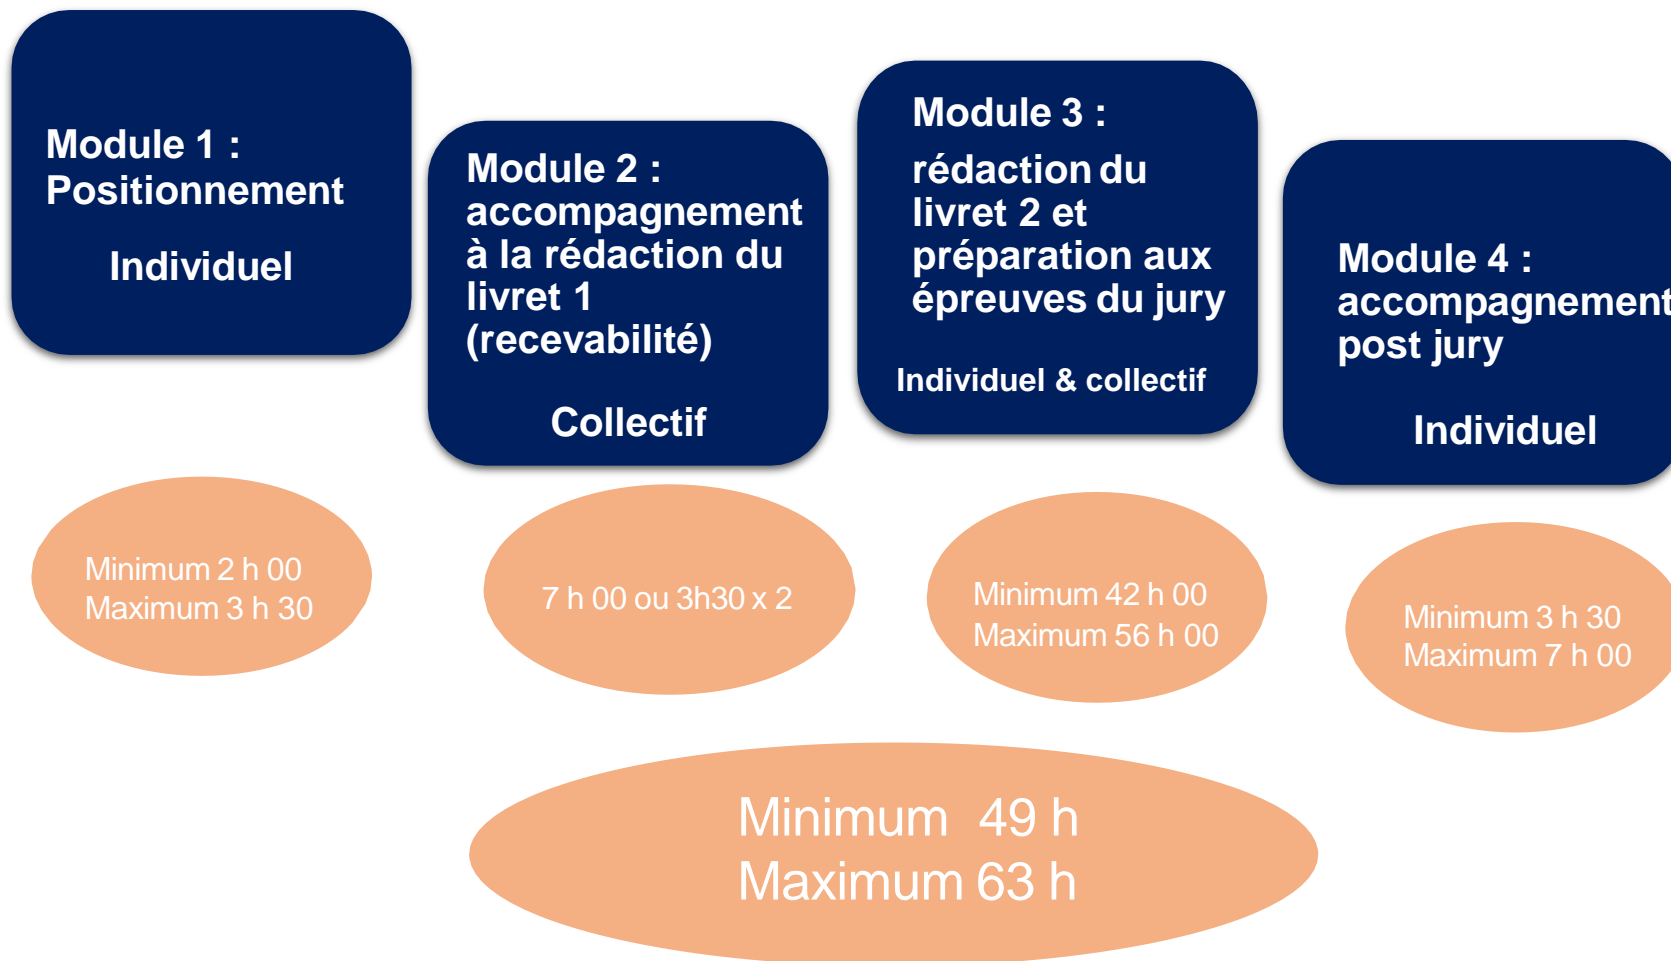 Module 1 :
Positionnement
Individuel
Module 2 :
accompagnement
à la rédaction du
livret 1
(recevabilité)
Collectif
Module 3 :
rédaction du
livret 2 et
préparation aux
épreuves du jury
Individuel & collectif
Module 4 :
accompagnement
post jury
Individuel
Minimum 2 h 00
Maximum 3 h 30
7 h 00 ou 3h30 x 2
Minimum 42 h 00
Maximum 56 h 00
Minimum 3 h 30
Maximum 7 h 00
Minimum 49 h
Maximum 63 h